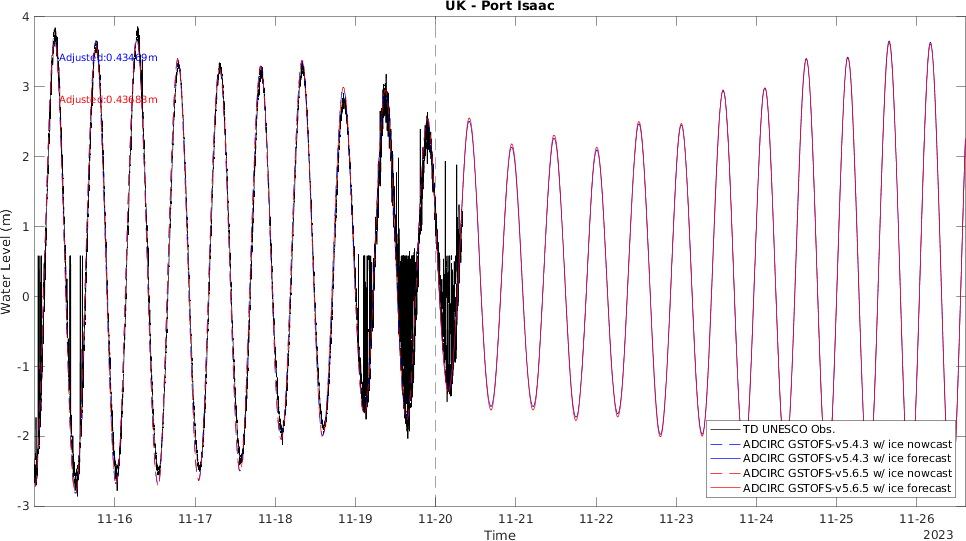 UK - Port Isaac
4
3
2
1
0
-1
-2
-3
Water Level (m)
Adjusted:0.43469m
Adjusted:0.43683m
11-16
11-17
11-18
11-19
11-20
11-21
11-22
11-23
11-24
11-25
11-26
Time
2023
TD UNESCO Obs.
ADCIRC GSTOFS-v5.4.3 w/ ice nowcast
ADCIRC GSTOFS-v5.4.3 w/ ice forecast
ADCIRC GSTOFS-v5.6.5 w/ ice nowcast
ADCIRC GSTOFS-v5.6.5 w/ ice forecast